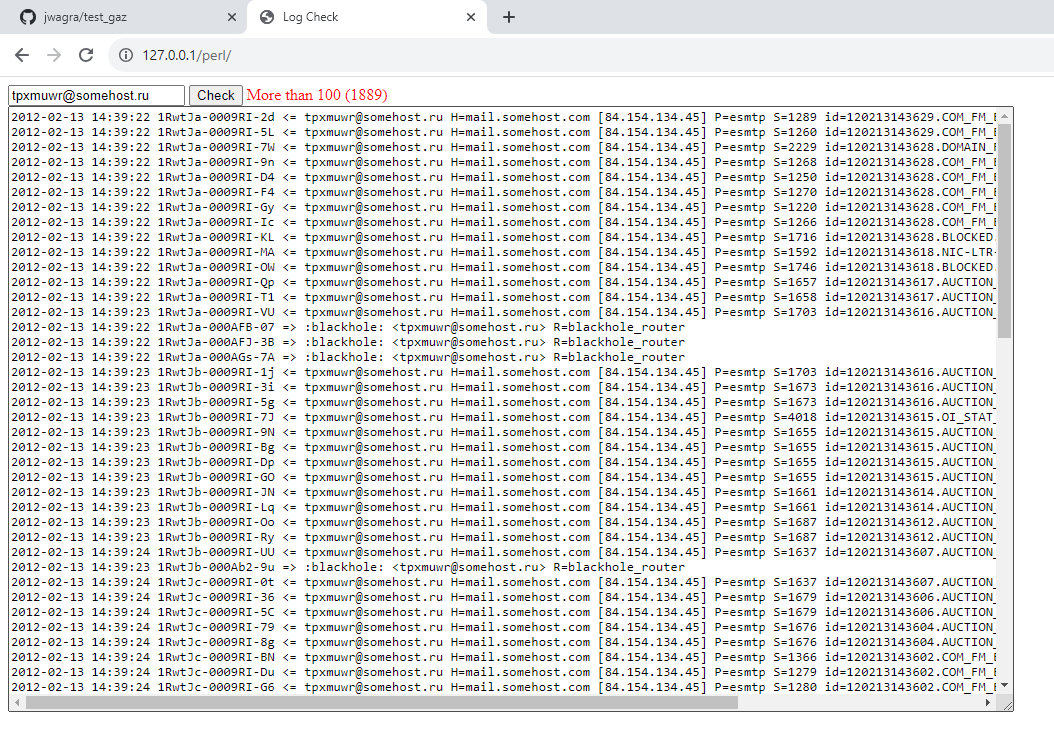 jwagra/test_gaz
Log Check
127.0.0.1/perl/
tpxmuwr@somehost.ru Check More than 100 (1889)
2012-02-13 14:39:22 1RwtJa-0009RI-2d <= tpxmuwr@somehost.ru H=mail.somehost.com [84.154.134.45] P=esmtp S=1289 id=120213143629.COM_FM_E
2012-02-13 14:39:22 1RwtJa-0009RI-5L <= tpxmuwr@somehost.ru H=mail.somehost.com [84.154.134.45] P=esmtp S=1260 id=120213143629.COM_FM_E
2012-02-13 14:39:22 1RwtJa-0009RI-7W <= tpxmuwr@somehost.ru H=mail.somehost.com [84.154.134.45] P=esmtp S=2229 id=120213143628.DOMAIN_F
2012-02-13 14:39:22 1RwtJa-0009RI-9n <= tpxmuwr@somehost.ru H=mail.somehost.com [84.154.134.45] P=esmtp S=1268 id=120213143628.COM_FM_E
2012-02-13 14:39:22 1RwtJa-0009RI-D4 <= tpxmuwr@somehost.ru H=mail.somehost.com [84.154.134.45] P=esmtp S=1250 id=120213143628.COM_FM_E
2012-02-13 14:39:22 1RwtJa-0009RI-F4 <= tpxmuwr@somehost.ru H=mail.somehost.com [84.154.134.45] P=esmtp S=1270 id=120213143628.COM_FM_E
2012-02-13 14:39:22 1RwtJa-0009RI-Gy <= tpxmuwr@somehost.ru H=mail.somehost.com [84.154.134.45] P=esmtp S=1220 id=120213143628.COM_FM_E
2012-02-13 14:39:22 1RwtJa-0009RI-Ic <= tpxmuwr@somehost.ru H=mail.somehost.com [84.154.134.45] P=esmtp S=1266 id=120213143628.COM_FM_E
2012-02-13 14:39:22 1RwtJa-0009RI-KL <= tpxmuwr@somehost.ru H=mail.somehost.com [84.154.134.45] P=esmtp S=1716 id=120213143628.BLOCKED.
2012-02-13 14:39:22 1RwtJa-0009RI-MA <= tpxmuwr@somehost.ru H=mail.somehost.com [84.154.134.45] P=esmtp S=1592 id=120213143618.NIC-LTR-
2012-02-13 14:39:22 1RwtJa-0009RI-OW <= tpxmuwr@somehost.ru H=mail.somehost.com [84.154.134.45] P=esmtp S=1746 id=120213143618.BLOCKED.
2012-02-13 14:39:22 1RwtJa-0009RI-Qp <= tpxmuwr@somehost.ru H=mail.somehost.com [84.154.134.45] P=esmtp S=1657 id=120213143617.AUCTION_
2012-02-13 14:39:22 1RwtJa-0009RI-T1 <= tpxmuwr@somehost.ru H=mail.somehost.com [84.154.134.45] P=esmtp S=1658 id=120213143617.AUCTION_
2012-02-13 14:39:23 1RwtJa-0009RI-VU <= tpxmuwr@somehost.ru H=mail.somehost.com [84.154.134.45] P=esmtp S=1703 id=120213143616.AUCTION_
2012-02-13 14:39:22 1RwtJa-000AFB-07 => :blackhole: <tpxmuwr@somehost.ru> R=blackhole_router
2012-02-13 14:39:22 1RwtJa-000AFJ-3B => :blackhole: <tpxmuwr@somehost.ru> R=blackhole_router
2012-02-13 14:39:22 1RwtJa-000AGs-7A => :blackhole: <tpxmuwr@somehost.ru> R=blackhole_router
2012-02-13 14:39:23 1RwtJb-0009RI-1j <= tpxmuwr@somehost.ru H=mail.somehost.com [84.154.134.45] P=esmtp S=1703 id=120213143616.AUCTION_
2012-02-13 14:39:23 1RwtJb-0009RI-3i <= tpxmuwr@somehost.ru H=mail.somehost.com [84.154.134.45] P=esmtp S=1673 id=120213143616.AUCTION_
2012-02-13 14:39:23 1RwtJb-0009RI-5g <= tpxmuwr@somehost.ru H=mail.somehost.com [84.154.134.45] P=esmtp S=1673 id=120213143616.AUCTION_
2012-02-13 14:39:23 1RwtJb-0009RI-7J <= tpxmuwr@somehost.ru H=mail.somehost.com [84.154.134.45] P=esmtp S=4018 id=120213143615.OI_STAT_
2012-02-13 14:39:23 1RwtJb-0009RI-9N <= tpxmuwr@somehost.ru H=mail.somehost.com [84.154.134.45] P=esmtp S=1655 id=120213143615.AUCTION_
2012-02-13 14:39:23 1RwtJb-0009RI-Bg <= tpxmuwr@somehost.ru H=mail.somehost.com [84.154.134.45] P=esmtp S=1655 id=120213143615.AUCTION_
2012-02-13 14:39:23 1RwtJb-0009RI-Dp <= tpxmuwr@somehost.ru H=mail.somehost.com [84.154.134.45] P=esmtp S=1655 id=120213143615.AUCTION_
2012-02-13 14:39:23 1RwtJb-0009RI-GO <= tpxmuwr@somehost.ru H=mail.somehost.com [84.154.134.45] P=esmtp S=1655 id=120213143615.AUCTION_
2012-02-13 14:39:23 1RwtJb-0009RI-JN <= tpxmuwr@somehost.ru H=mail.somehost.com [84.154.134.45] P=esmtp S=1661 id=120213143614.AUCTION_
2012-02-13 14:39:23 1RwtJb-0009RI-Lq <= tpxmuwr@somehost.ru H=mail.somehost.com [84.154.134.45] P=esmtp S=1661 id=120213143614.AUCTION_
2012-02-13 14:39:23 1RwtJb-0009RI-Oo <= tpxmuwr@somehost.ru H=mail.somehost.com [84.154.134.45] P=esmtp S=1687 id=120213143612.AUCTION_
2012-02-13 14:39:23 1RwtJb-0009RI-Ry <= tpxmuwr@somehost.ru H=mail.somehost.com [84.154.134.45] P=esmtp S=1687 id=120213143612.AUCTION_
2012-02-13 14:39:24 1RwtJb-0009RI-UU <= tpxmuwr@somehost.ru H=mail.somehost.com [84.154.134.45] P=esmtp S=1637 id=120213143607.AUCTION_
2012-02-13 14:39:23 1RwtJb-000Ab2-9u => :blackhole: <tpxmuwr@somehost.ru> R=blackhole_router
2012-02-13 14:39:24 1RwtJc-0009RI-0t <= tpxmuwr@somehost.ru H=mail.somehost.com [84.154.134.45] P=esmtp S=1637 id=120213143607.AUCTION_
2012-02-13 14:39:24 1RwtJc-0009RI-36 <= tpxmuwr@somehost.ru H=mail.somehost.com [84.154.134.45] P=esmtp S=1679 id=120213143606.AUCTION_
2012-02-13 14:39:24 1RwtJc-0009RI-5C <= tpxmuwr@somehost.ru H=mail.somehost.com [84.154.134.45] P=esmtp S=1679 id=120213143606.AUCTION_
2012-02-13 14:39:24 1RwtJc-0009RI-79 <= tpxmuwr@somehost.ru H=mail.somehost.com [84.154.134.45] P=esmtp S=1676 id=120213143604.AUCTION_
2012-02-13 14:39:24 1RwtJc-0009RI-8g <= tpxmuwr@somehost.ru H=mail.somehost.com [84.154.134.45] P=esmtp S=1676 id=120213143604.AUCTION_
2012-02-13 14:39:24 1RwtJc-0009RI-BN <= tpxmuwr@somehost.ru H=mail.somehost.com [84.154.134.45] P=esmtp S=1366 id=120213143602.COM_FM_E
2012-02-13 14:39:24 1RwtJc-0009RI-Du <= tpxmuwr@somehost.ru H=mail.somehost.com [84.154.134.45] P=esmtp S=1279 id=120213143602.COM_FM_E
2012-02-13 14:39:24 1RwtJc-0009RI-G6 <= tpxmuwr@somehost.ru H=mail.somehost.com [84.154.134.45] P=esmtp S=1280 id=120213143602.COM_FM_E